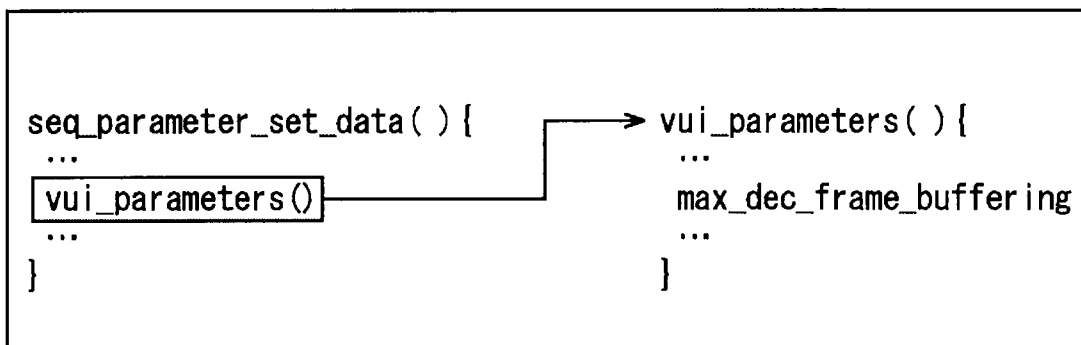 seq_parameter_set_data( ){
...
vui_parameters()
...
}
vui_parameters( ){
...
max_dec_frame_buffering
...
}